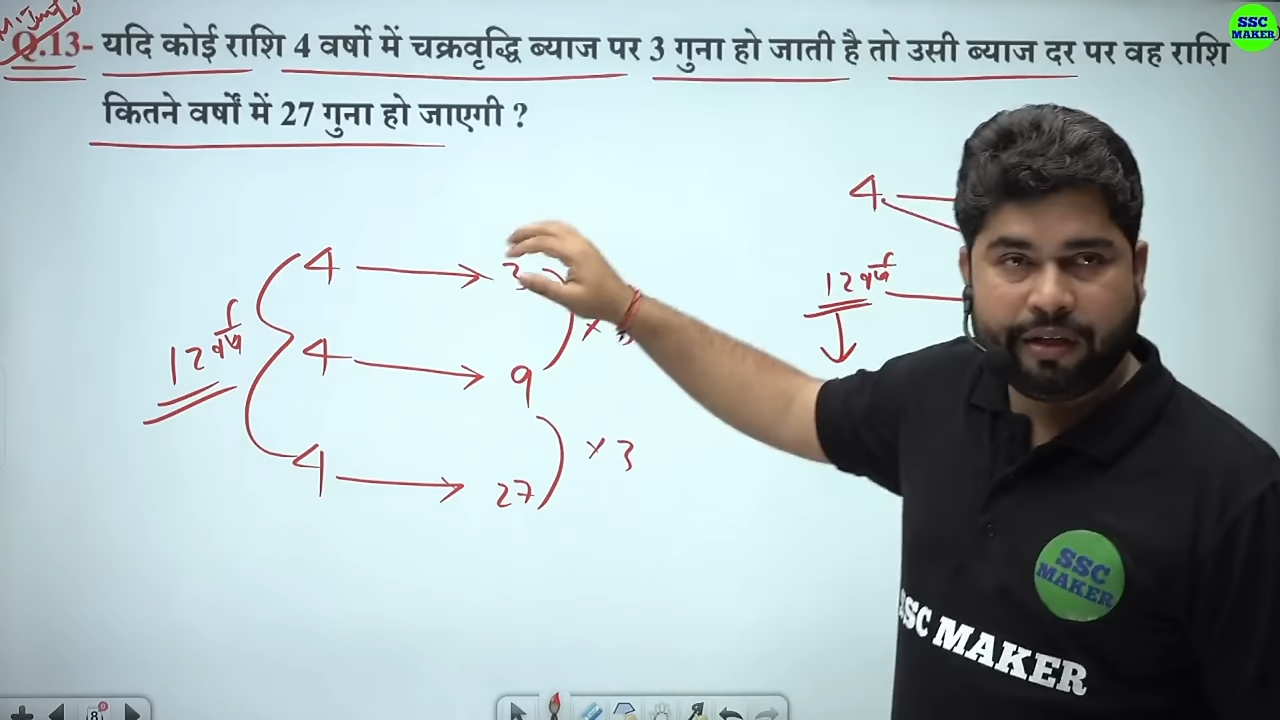 SSC
MAKER
Q.13- यदि कोई राशि 4 वर्षो में चक्रवृद्धि ब्याज पर 3 गुना हो जाती है तो उसी ब्याज दर पर वह राशि
कितने वर्षों में 27 गुना हो जाएगी ?
4
12 वर्ष
4 → 3
×
12 वर्ष
4 → 9
×3
4 → 27
SSC
MAKER
SSC MAKER
8